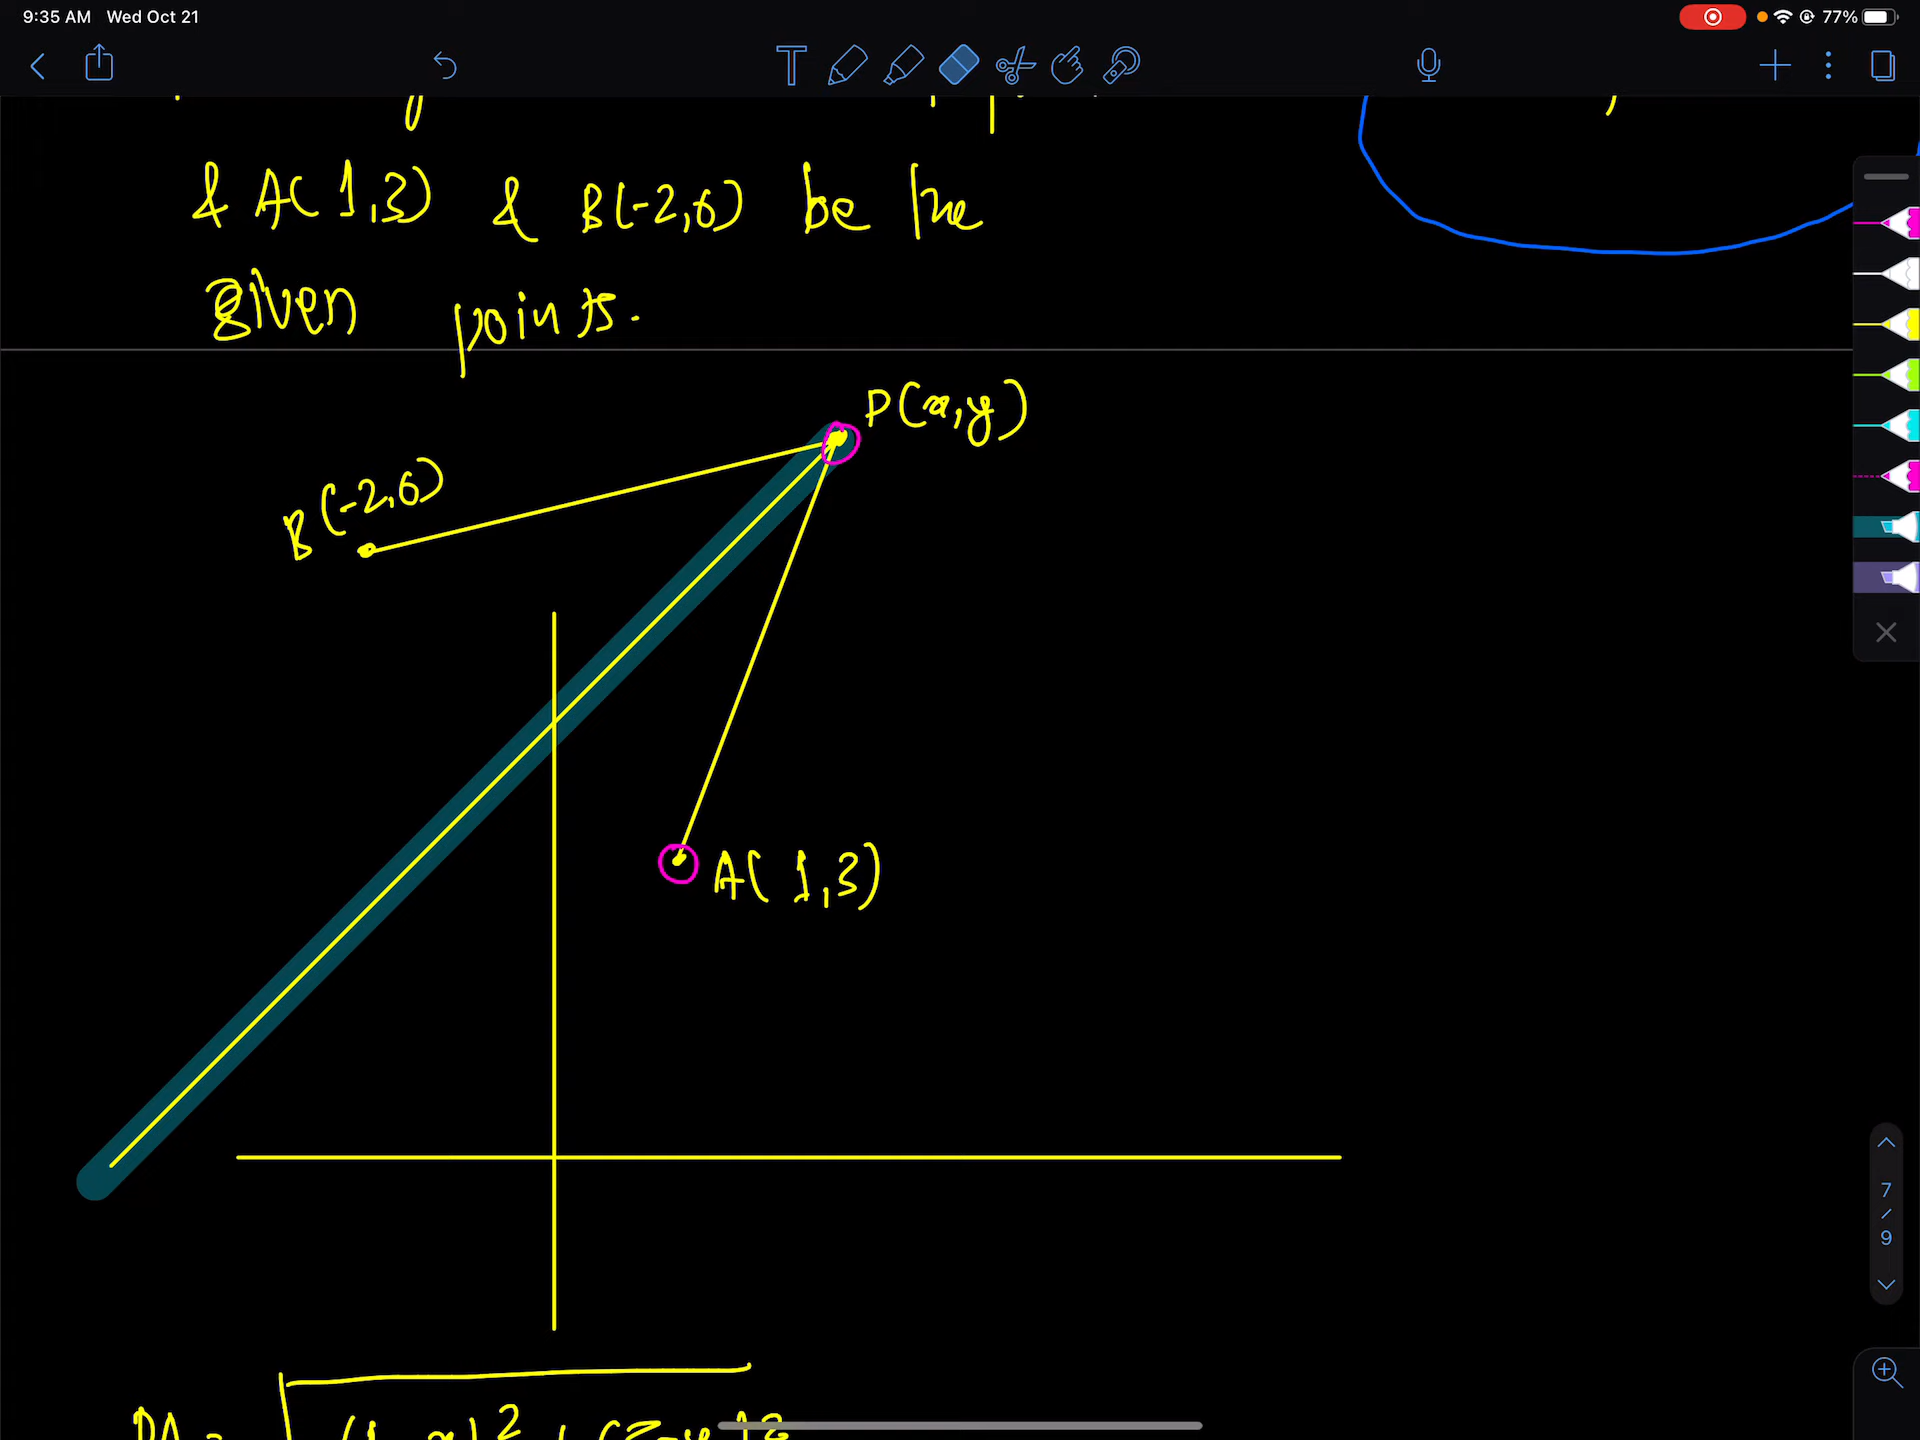 9:35 AM Wed Oct 21
77%
T
& A(1,3) & B(-2,6) be the
given points.
P(x,y)
B(-2,6)
A(1,3)
7
/
9
PA =